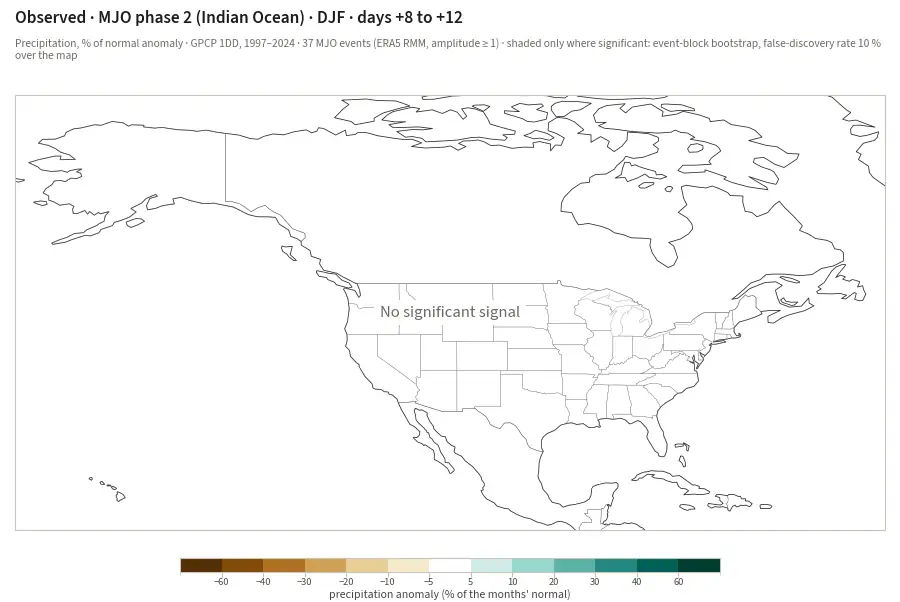 Observed · MJO phase 2 (Indian Ocean) · DJF · days +8 to +12
Precipitation, % of normal anomaly · GPCP 1DD, 1997–2024 · 37 MJO events (ERA5 RMM, amplitude ≥ 1) · shaded only where significant: event-block bootstrap, false-discovery rate 10 %
over the map
No significant signal
−60 −40 −30 −20 −10 −5 5 10 20 30 40 60
precipitation anomaly (% of the months' normal)